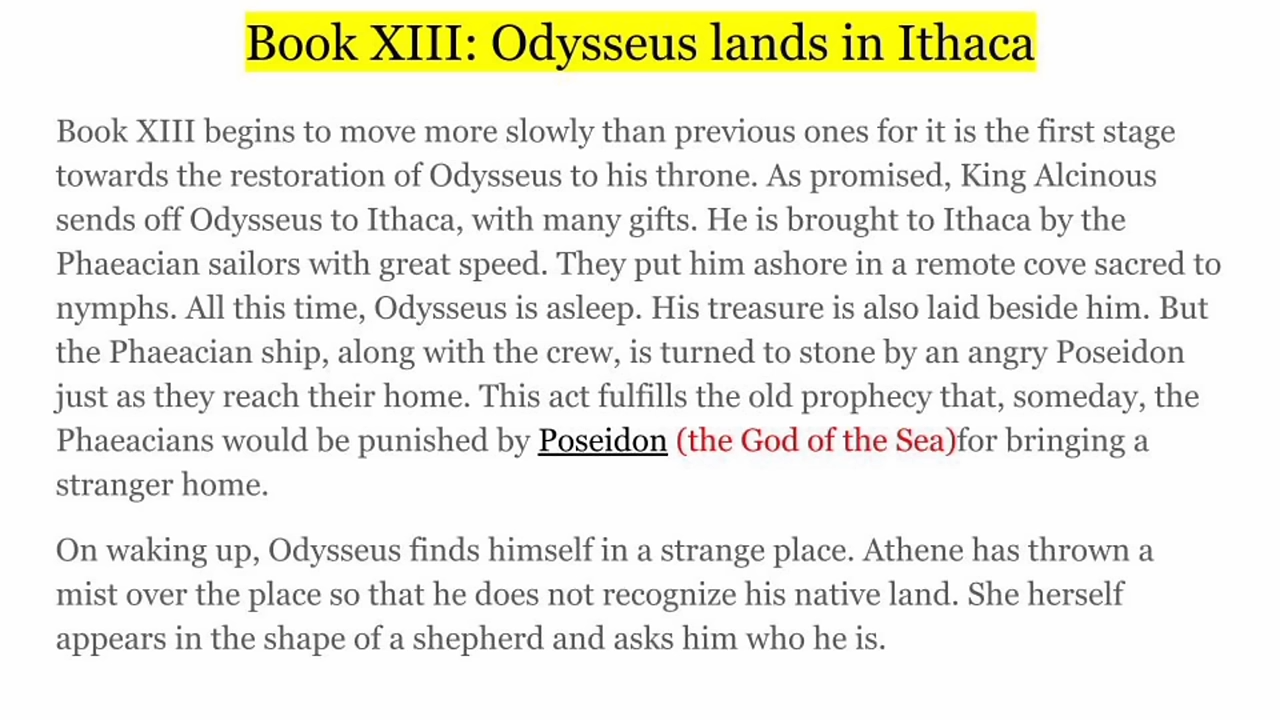 Book XIII: Odysseus lands in Ithaca
Book XIII begins to move more slowly than previous ones for it is the first stage
towards the restoration of Odysseus to his throne. As promised, King Alcinous
sends off Odysseus to Ithaca, with many gifts. He is brought to Ithaca by the
Phaeacian sailors with great speed. They put him ashore in a remote cove sacred to
nymphs. All this time, Odysseus is asleep. His treasure is also laid beside him. But
the Phaeacian ship, along with the crew, is turned to stone by an angry Poseidon
just as they reach their home. This act fulfills the old prophecy that, someday, the
Phaeacians would be punished by Poseidon (the God of the Sea)for bringing a
stranger home.
On waking up, Odysseus finds himself in a strange place. Athene has thrown a
mist over the place so that he does not recognize his native land. She herself
appears in the shape of a shepherd and asks him who he is.